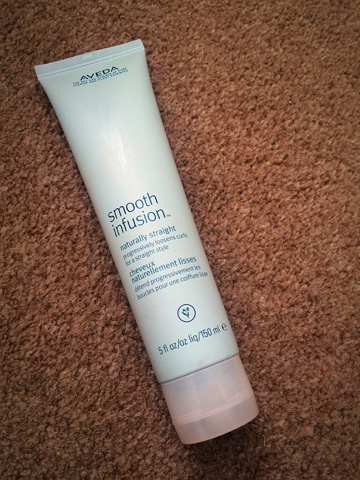 AVEDA
smooth
infusion™
naturally straight
progressively loosens curls
for a straight style
cheveux
naturellement lisses
détend progressivement les
boucles pour une coiffure lisse
5 fl oz/oz liq/150 ml e